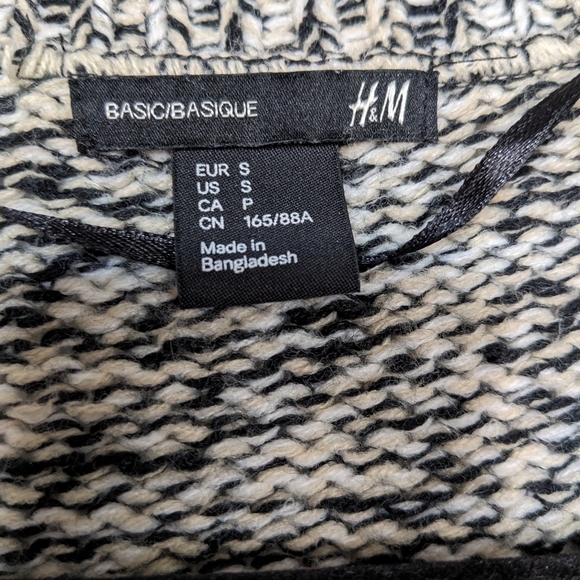 BASIC/BASIQUE H&M
EUR S
US S
CA P
CN 165/88A
Made in
Bangladesh